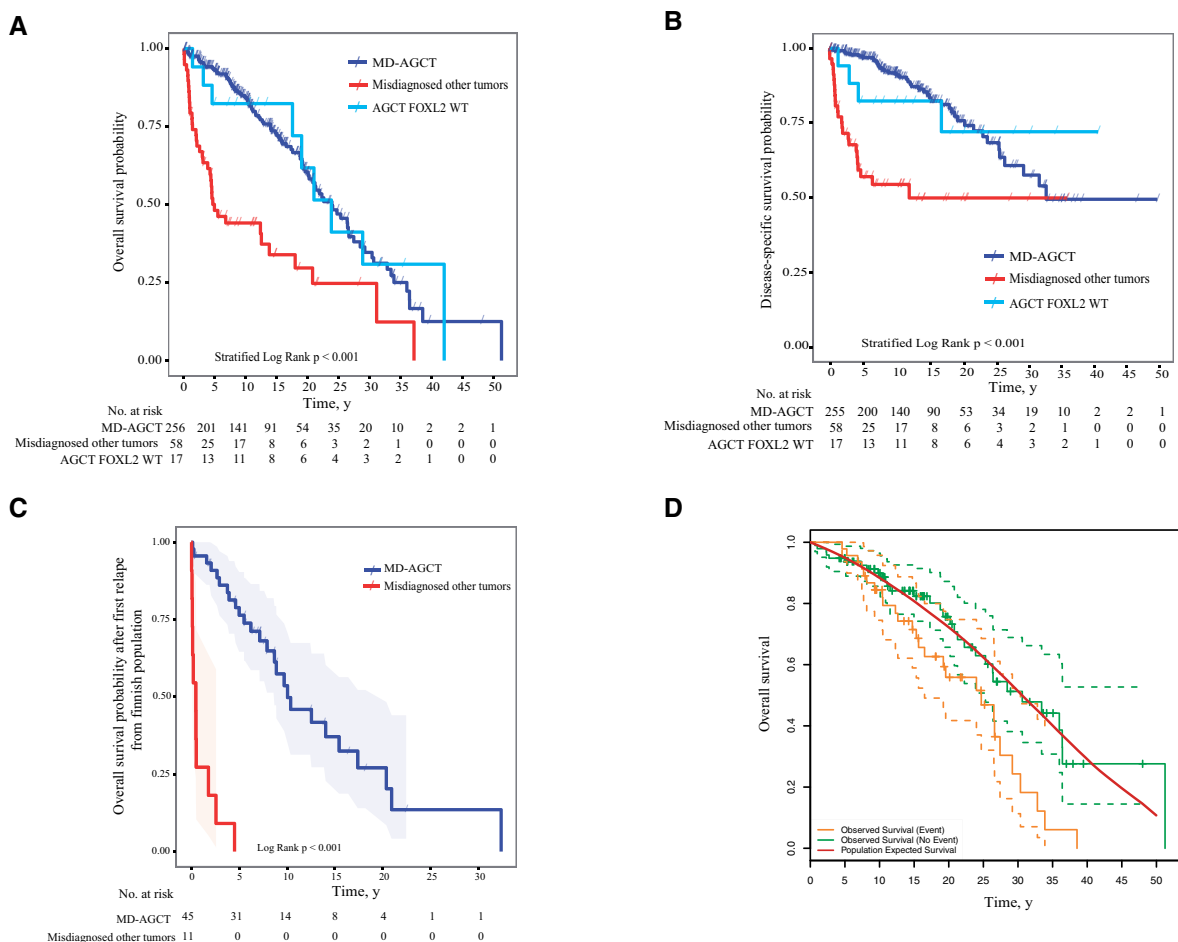 A
Overall survival probability
1.00
0.75
0.50
0.25
0.00
MD-AGCT
Misdiagnosed other tumors
AGCT FOXL2 WT
Stratified Log Rank p < 0.001
0 5 10 15 20 25 30 35 40 45 50
Time, y
No. at risk
MD-AGCT 256 201 141 91 54 35 20 10 2 2 1
Misdiagnosed other tumors 58 25 17 8 6 3 2 1 0 0 0
AGCT FOXL2 WT 17 13 11 8 6 4 3 2 1 0 0
B
Disease-specific survival probability
1.00
0.75
0.50
0.25
0.00
MD-AGCT
Misdiagnosed other tumors
AGCT FOXL2 WT
Stratified Log Rank p < 0.001
0 5 10 15 20 25 30 35 40 45 50
Time, y
No. at risk
MD-AGCT 255 200 140 90 53 34 19 10 2 2 1
Misdiagnosed other tumors 58 25 17 8 6 3 2 1 0 0 0
AGCT FOXL2 WT 17 13 11 8 6 4 3 2 1 0 0
C
Overall surival probability after first relape
from finnish population
1.00
0.75
0.50
0.25
0.00
MD-AGCT
Misdiagnosed other tumors
Log Rank p < 0.001
0 5 10 15 20 25 30
Time, y
No. at risk
MD-AGCT 45 31 14 8 4 1 1
Misdiagnosed other tumors 11 0 0 0 0 0 0
D
Overall survival
1.0
0.8
0.6
0.4
0.2
0.0
Observed Survival (Event)
Observed Survival (No Event)
Population Expected Survival
0 5 10 15 20 25 30 35 40 45 50
Time, y